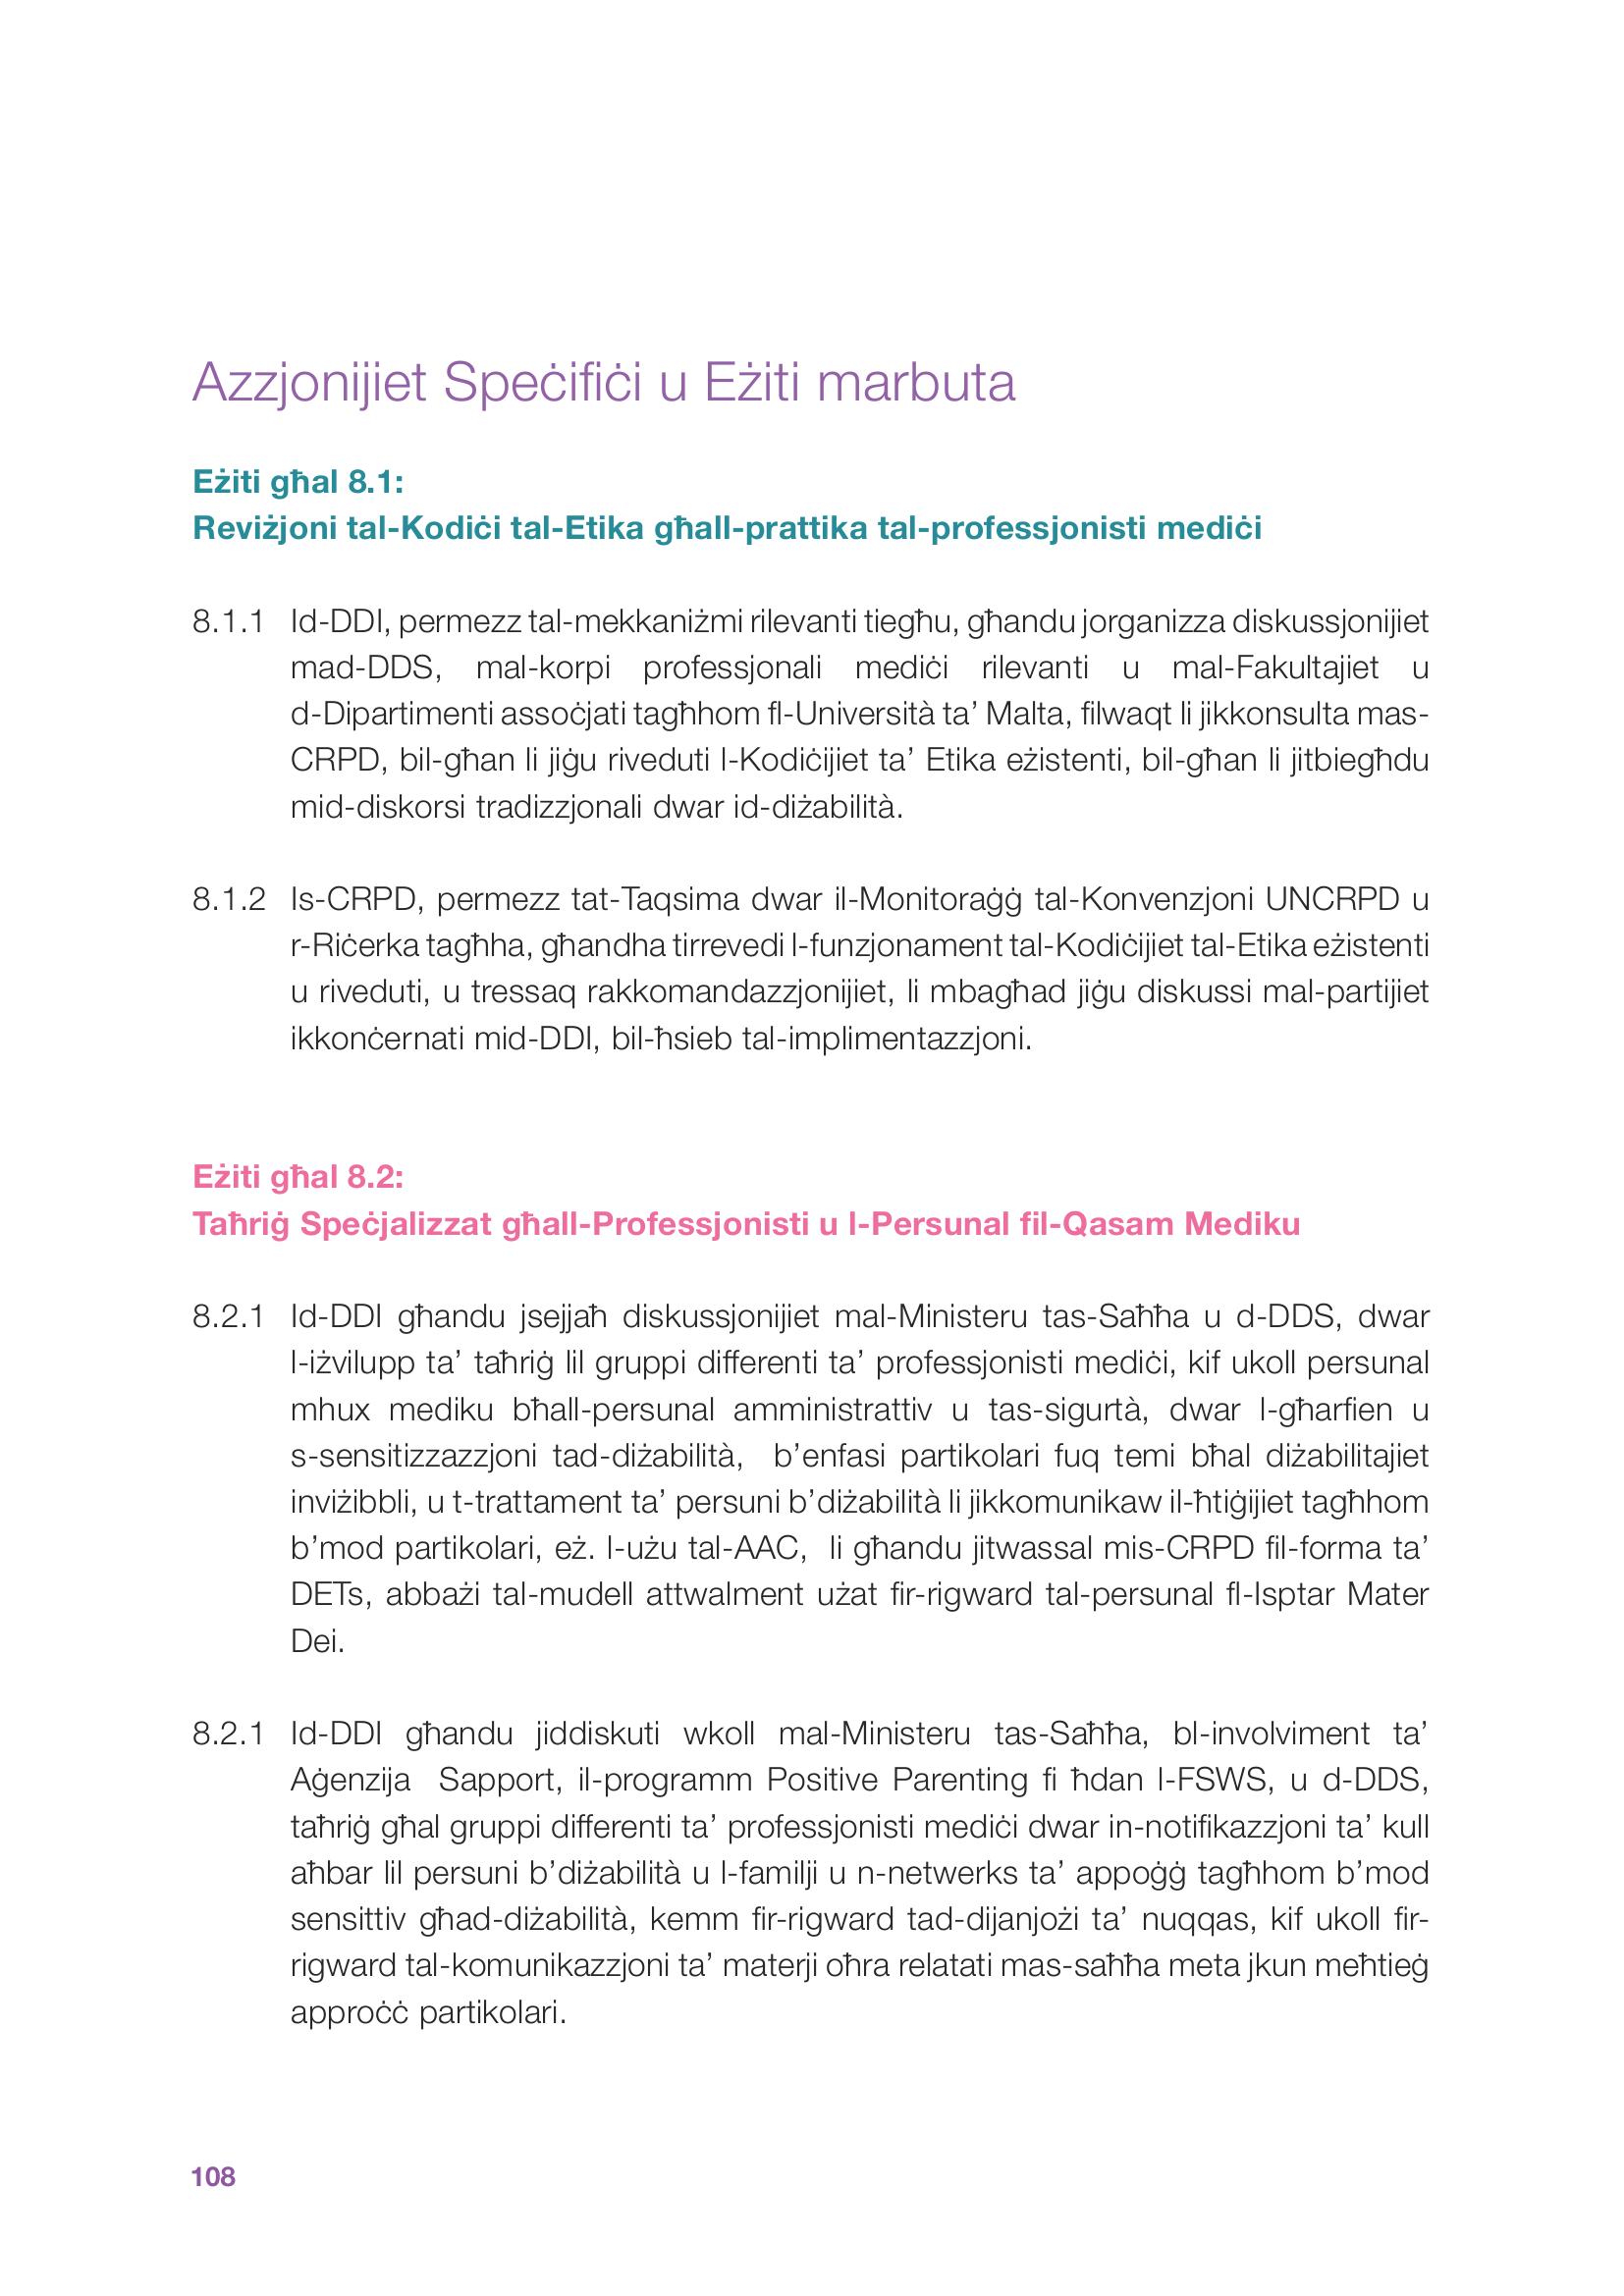 Azzjonijiet Speċifiċi u Eżiti marbuta
Eżiti għal 8.1:
Reviżjoni tal-Kodiċi tal-Etika għall-prattika tal-professjonisti mediċi
8.1.1 Id-DDI, permezz tal-mekkaniżmi rilevanti tiegħu, għandu jorganizza diskussjonijiet
mad-DDS, mal-korpi professjonali mediċi rilevanti u mal-Fakultajiet u
d-Dipartimenti assoċjati tagħhom fl-Università ta’ Malta, filwaqt li jikkonsulta mas-
CRPD, bil-għan li jiġu riveduti l-Kodiċijiet ta’ Etika eżistenti, bil-għan li jitbiegħdu
mid-diskorsi tradizzjonali dwar id-diżabilità.
8.1.2 Is-CRPD, permezz tat-Taqsima dwar il-Monitoraġġ tal-Konvenzjoni UNCRPD u
r-Riċerka tagħha, għandha tirrevedi l-funzjonament tal-Kodiċijiet tal-Etika eżistenti
u riveduti, u tressaq rakkomandazzjonijiet, li mbagħad jiġu diskussi mal-partijiet
ikkonċernati mid-DDI, bil-ħsieb tal-implimentazzjoni.
Eżiti għal 8.2:
Taħriġ Speċjalizzat għall-Professjonisti u l-Persunal fil-Qasam Mediku
8.2.1 Id-DDI għandu jsejjaħ diskussjonijiet mal-Ministeru tas-Saħħa u d-DDS, dwar
l-iżvilupp ta’ taħriġ lil gruppi differenti ta’ professjonisti mediċi, kif ukoll persunal
mhux mediku bħall-persunal amministrattiv u tas-sigurtà, dwar l-għarfien u
s-sensitizzazzjoni tad-diżabilità, b’enfasi partikolari fuq temi bħal diżabilitajiet
inviżibbli, u t-trattament ta’ persuni b’diżabilità li jikkomunikaw il-ħtiġijiet tagħhom
b’mod partikolari, eż. l-użu tal-AAC, li għandu jitwassal mis-CRPD fil-forma ta’
DETs, abbażi tal-mudell attwalment użat fir-rigward tal-persunal fl-Isptar Mater
Dei.
8.2.1 Id-DDI għandu jiddiskuti wkoll mal-Ministeru tas-Saħħa, bl-involviment ta’
Aġenzija Sapport, il-programm Positive Parenting fi ħdan l-FSWS, u d-DDS,
taħriġ għal gruppi differenti ta’ professjonisti mediċi dwar in-notifikazzjoni ta’ kull
aħbar lil persuni b’diżabilità u l-familji u n-netwerks ta’ appoġġ tagħhom b’mod
sensittiv għad-diżabilità, kemm fir-rigward tad-dijanjożi ta’ nuqqas, kif ukoll fir-
rigward tal-komunikazzjoni ta’ materji oħra relatati mas-saħħa meta jkun meħtieġ
approċċ partikolari.
108